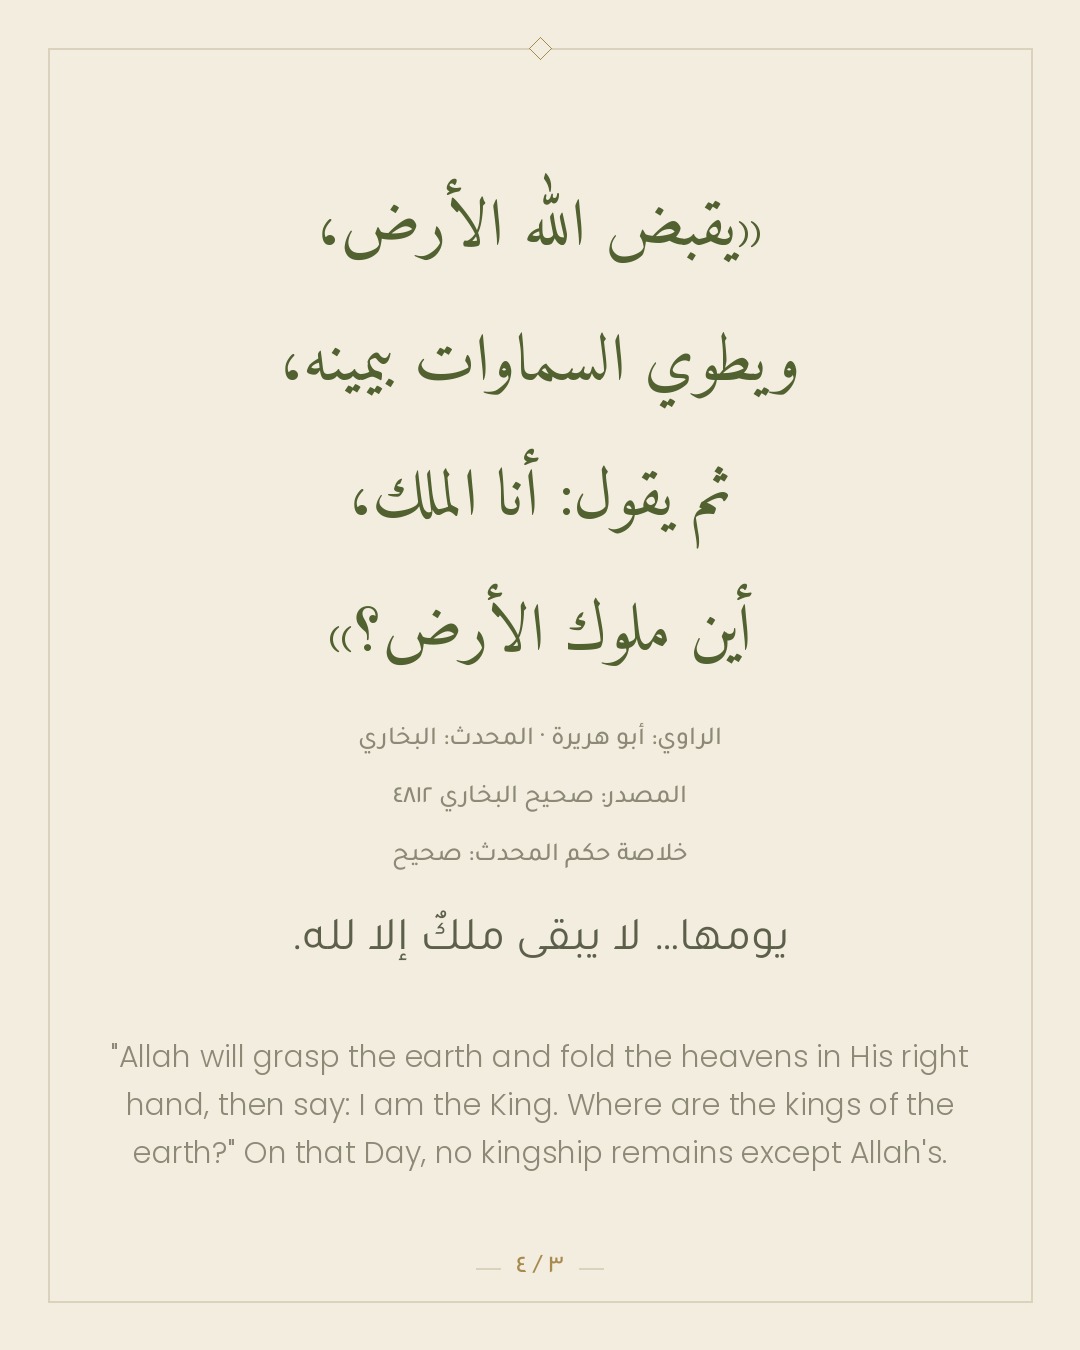 ((يقبض الله الأرض،
ويطوي السماوات بيمينه،
ثم يقول: أنا الملك،
أين ملوك الأرض؟))
الراوي: أبو هريرة · المحدث: البخاري
المصدر: صحيح البخاري ٤٨١٢
خلاصة حكم المحدث: صحيح
يومها... لا يبقى ملكٌ إلا لله.
"Allah will grasp the earth and fold the heavens in His right
hand, then say: I am the King. Where are the kings of the
earth?" On that Day, no kingship remains except Allah's.
٣ / ٤